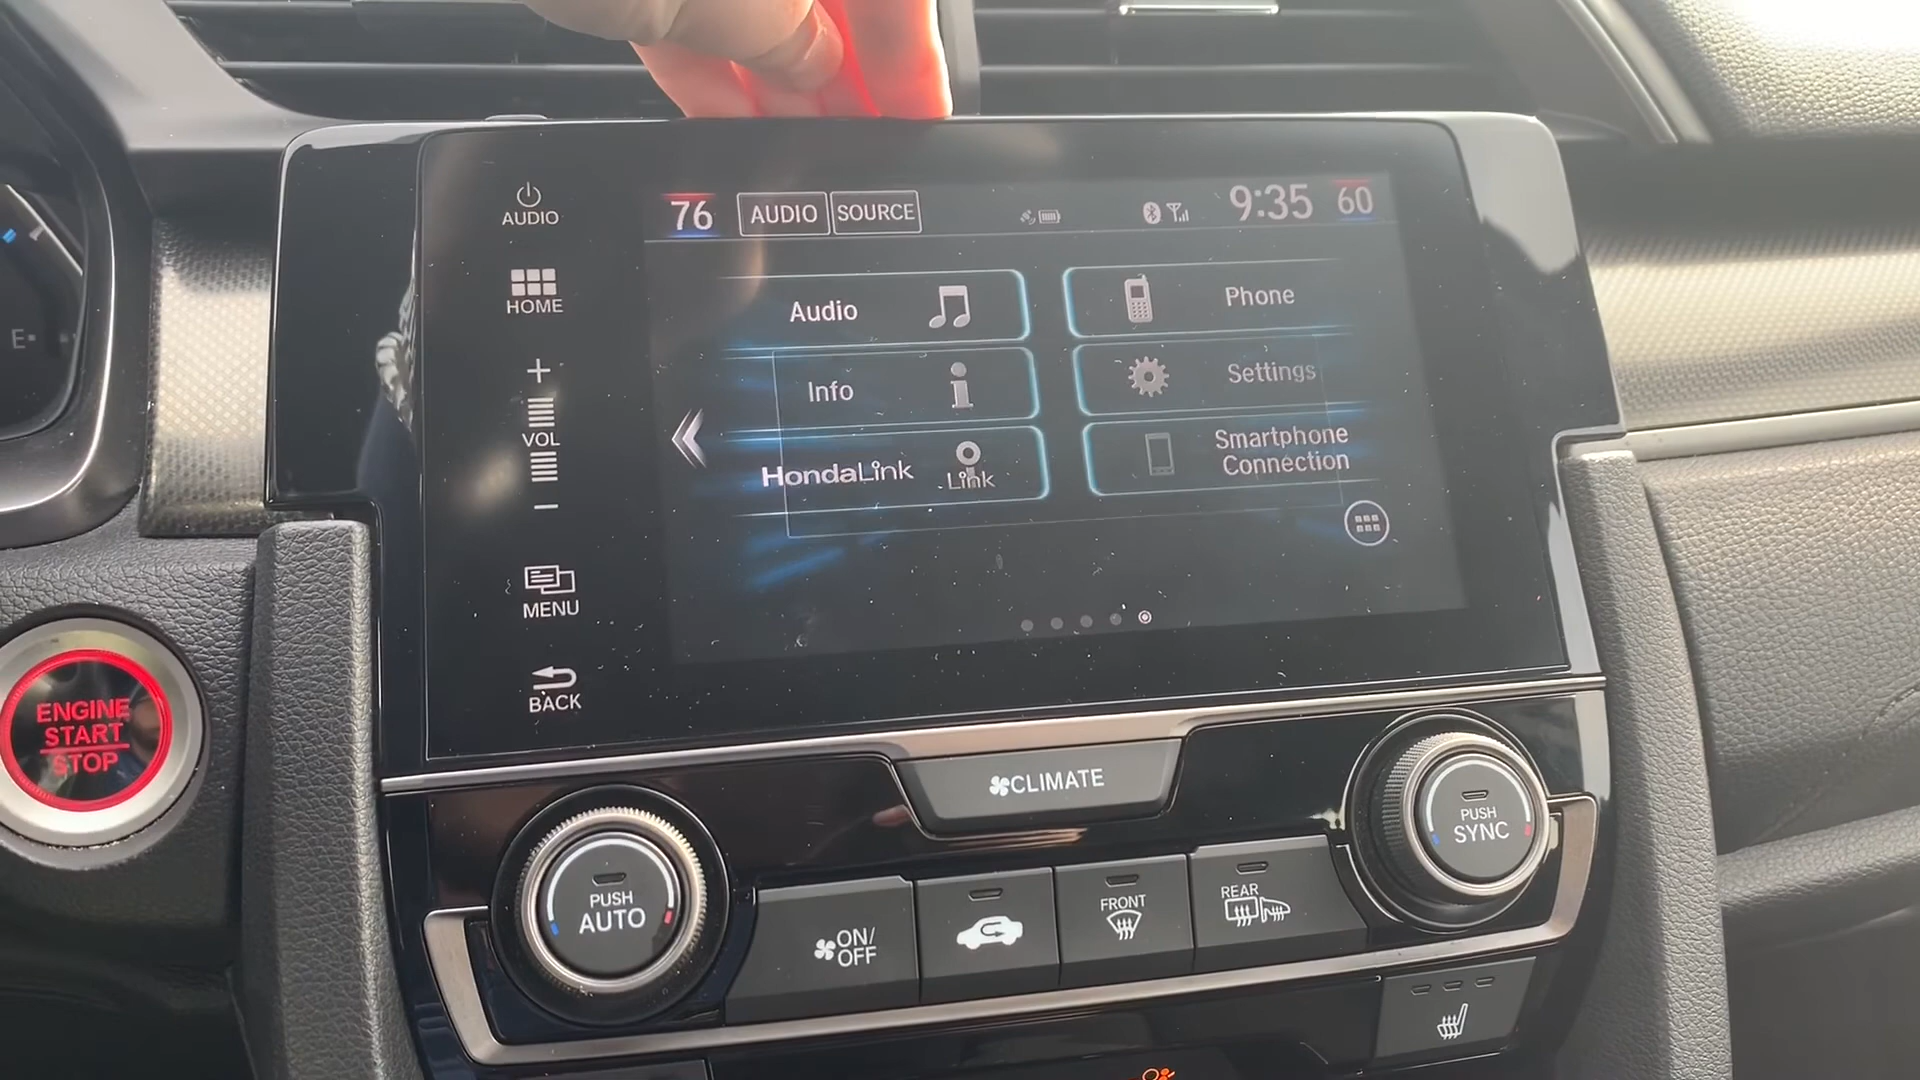 AUDIO
HOME
+
VOL
−
MENU
BACK
76
AUDIO
SOURCE
9:35
60
Audio
Phone
Info
Settings
HondaLink
Link
Smartphone
Connection
E
ENGINE
START
STOP
CLIMATE
PUSH
AUTO
ON/
OFF
FRONT
REAR
PUSH
SYNC